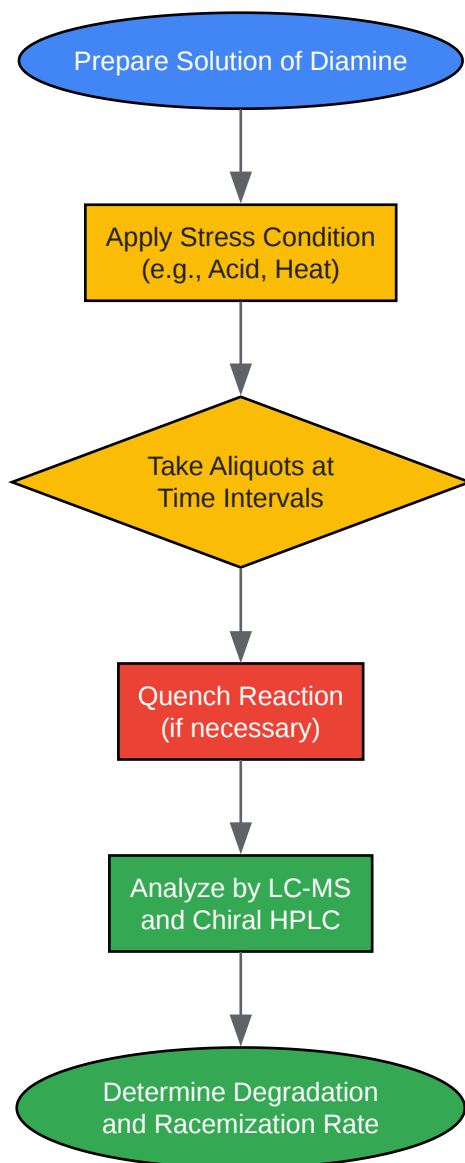 Prepare Solution of Diamine
Apply Stress Condition
(e.g., Acid, Heat)
Take Aliquots at
Time Intervals
Quench Reaction
(if necessary)
Analyze by LC-MS
and Chiral HPLC
Determine Degradation
and Racemization Rate